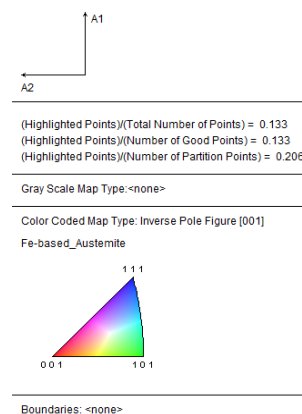 A1
A2
(Highlighted Points)/(Total Number of Points) = 0.133
(Highlighted Points)/(Number of Good Points) = 0.133
(Highlighted Points)/(Number of Partition Points) = 0.206
Gray Scale Map Type:<none>
Color Coded Map Type: Inverse Pole Figure [001]
Fe-based_Austemite
1 1 1
0 0 1
1 0 1
Boundaries: <none>